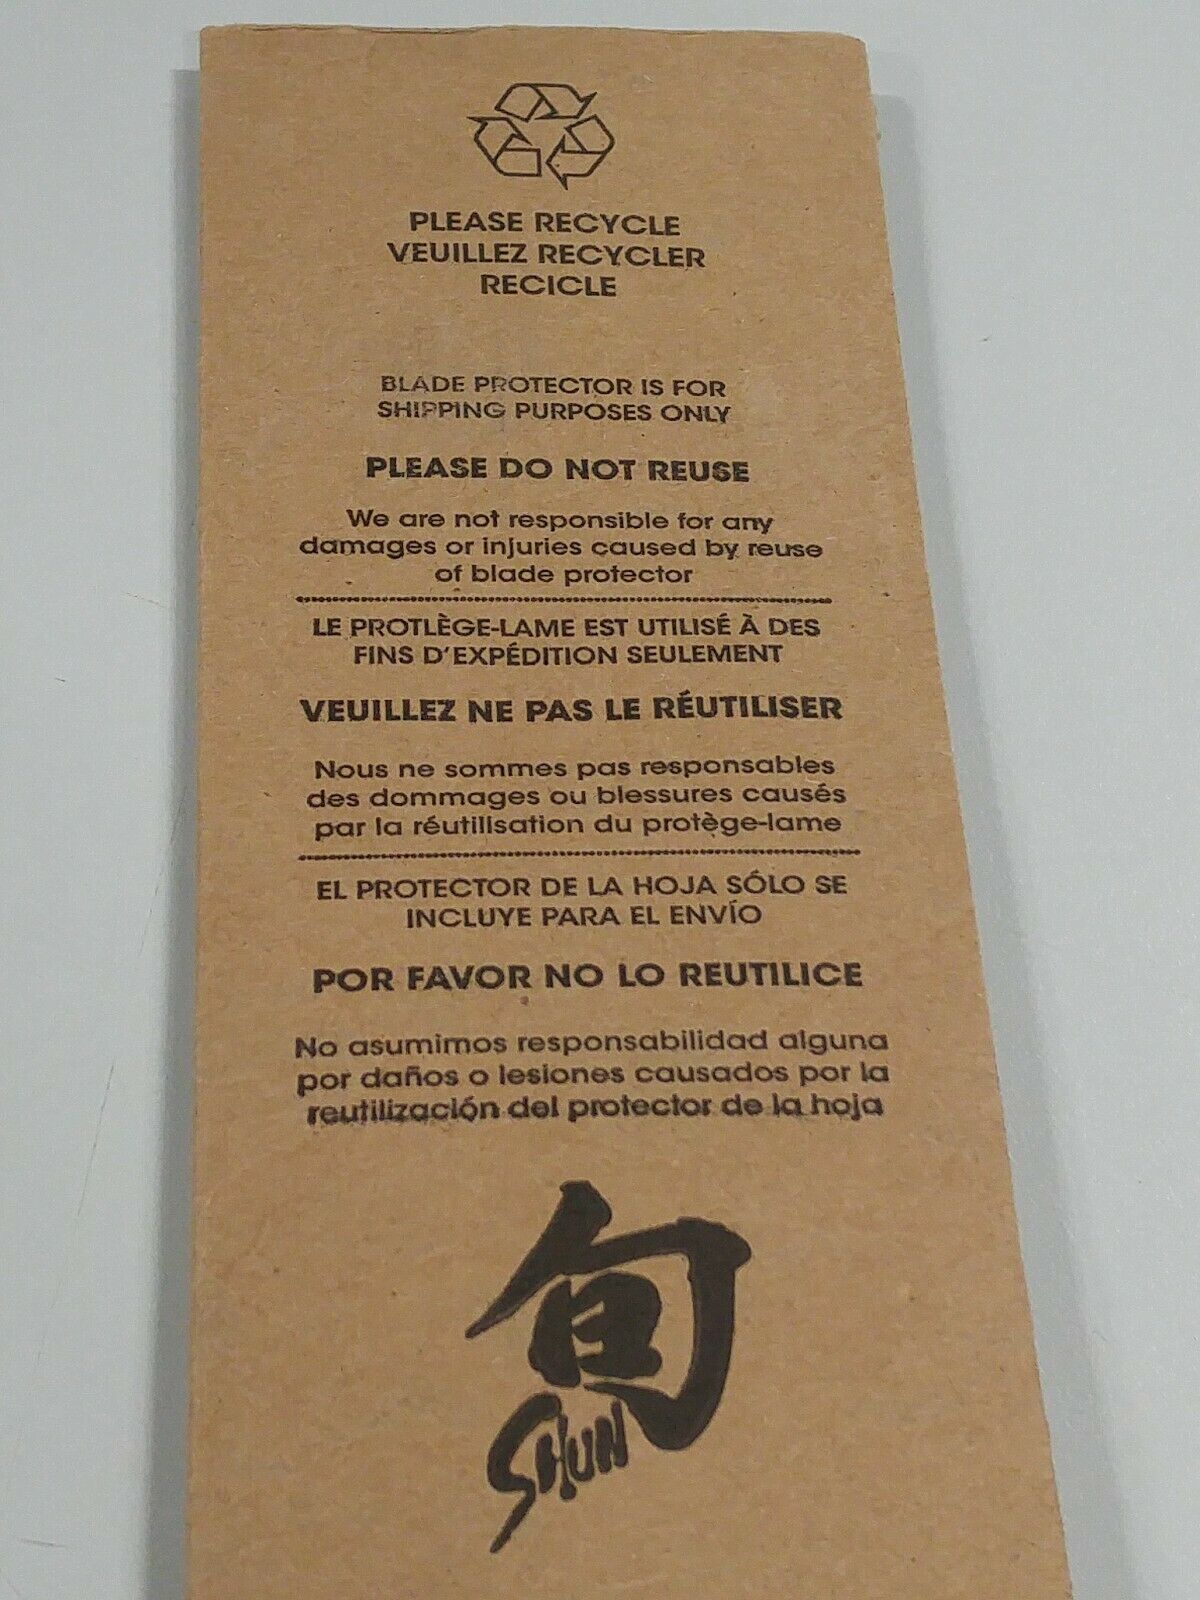 PLEASE RECYCLE
VEUILLEZ RECYCLER
RECICLE
BLADE PROTECTOR IS FOR
SHIPPING PURPOSES ONLY
PLEASE DO NOT REUSE
We are not responsible for any
damages or injuries caused by reuse
of blade protector
LE PROTLÈGE-LAME EST UTILISÉ À DES
FINS D'EXPÉDITION SEULEMENT
VEUILLEZ NE PAS LE RÉUTILISER
Nous ne sommes pas responsables
des dommages ou blessures causés
par la réutilisation du protège-lame
EL PROTECTOR DE LA HOJA SÓLO SE
INCLUYE PARA EL ENVÍO
POR FAVOR NO LO REUTILICE
No asumimos responsabilidad alguna
por daños o lesiones causados por la
reutilización del protector de la hoja
旬
SHUN